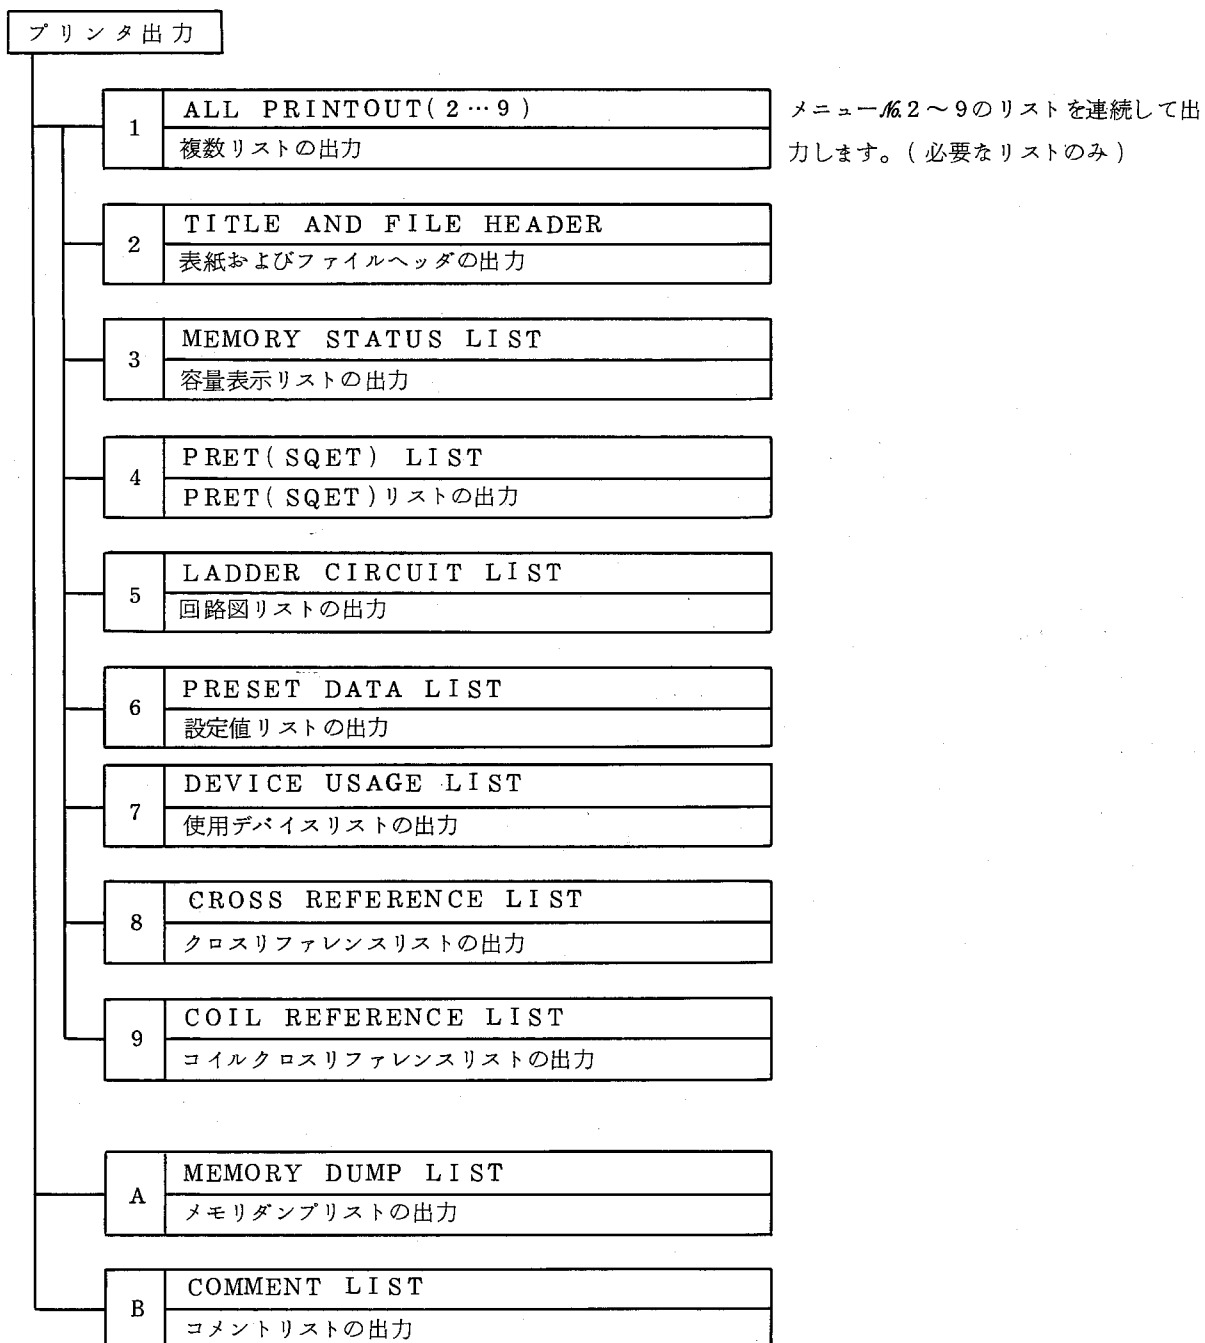 プリンタ出力
1
ALL PRINTOUT(2…9)
複数リストの出力
メニュー№2～9のリストを連続して出
力します。(必要なリストのみ)
2
TITLE AND FILE HEADER
表紙およびファイルヘッダの出力
3
MEMORY STATUS LIST
容量表示リストの出力
4
PRET(SQET) LIST
PRET(SQET)リストの出力
5
LADDER CIRCUIT LIST
回路図リストの出力
6
PRESET DATA LIST
設定値リストの出力
7
DEVICE USAGE LIST
使用デバイスリストの出力
8
CROSS REFERENCE LIST
クロスリファレンスリストの出力
9
COIL REFERENCE LIST
コイルクロスリファレンスリストの出力
A
MEMORY DUMP LIST
メモリダンプリストの出力
B
COMMENT LIST
コメントリストの出力